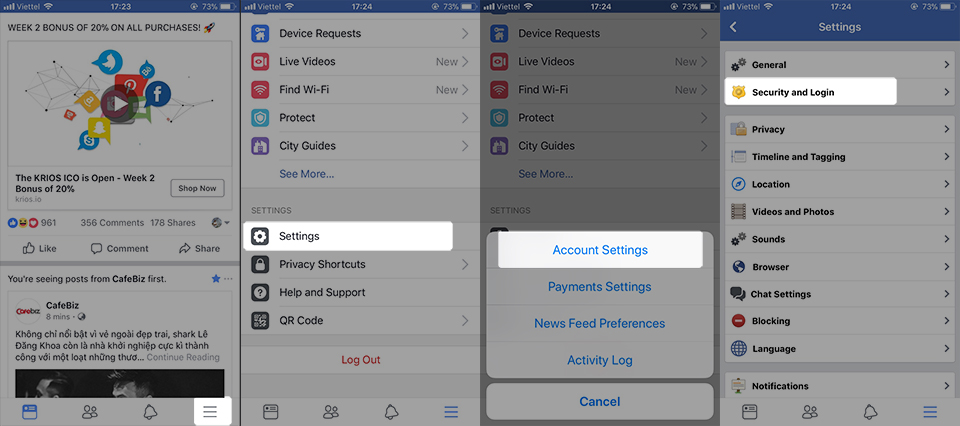 Viettel 17:23 73%
WEEK 2 BONUS OF 20% ON ALL PURCHASES! 🚀
The KRIOS ICO is Open - Week 2
Bonus of 20%
krios.io
Shop Now
961 356 Comments 178 Shares
Like Comment Share
You're seeing posts from CafeBiz first.
CafeBiz
CafeBiz
8 mins ·
Không chỉ nổi bật vì vẻ ngoài đẹp trai, shark Lê
Đăng Khoa còn là nhà khởi nghiệp cực kì thành
công với một loạt những thươ... Continue Reading
Viettel 17:24 73%
Device Requests
Live Videos New
Find Wi-Fi New
Protect
City Guides
See More...
SETTINGS
Settings
Privacy Shortcuts
Help and Support
QR Code
Log Out
Viettel 17:24 73%
Device Requests
Live Videos New
Find Wi-Fi New
Protect
City Guides
See More...
SETTINGS
Account Settings
Payments Settings
News Feed Preferences
Activity Log
Cancel
Viettel 17:24 73%
Settings
General
Security and Login
Privacy
Timeline and Tagging
Location
Videos and Photos
Sounds
Browser
Chat Settings
Blocking
Language
Notifications